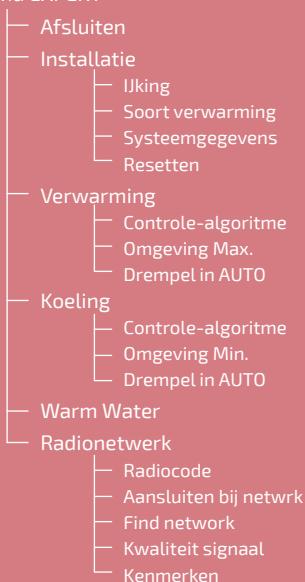 Afsluiten
Installatie
IJking
Soort verwarming
Systeemgegevens
Resetten
Verwarming
Controle-algoritme
Omgeving Max.
Drempel in AUTO
Koeling
Controle-algoritme
Omgeving Min.
Drempel in AUTO
Warm Water
Radionetwerk
Radiocode
Aansluiten bij netwrk
Find network
Kwaliteit signaal
Kenmerken